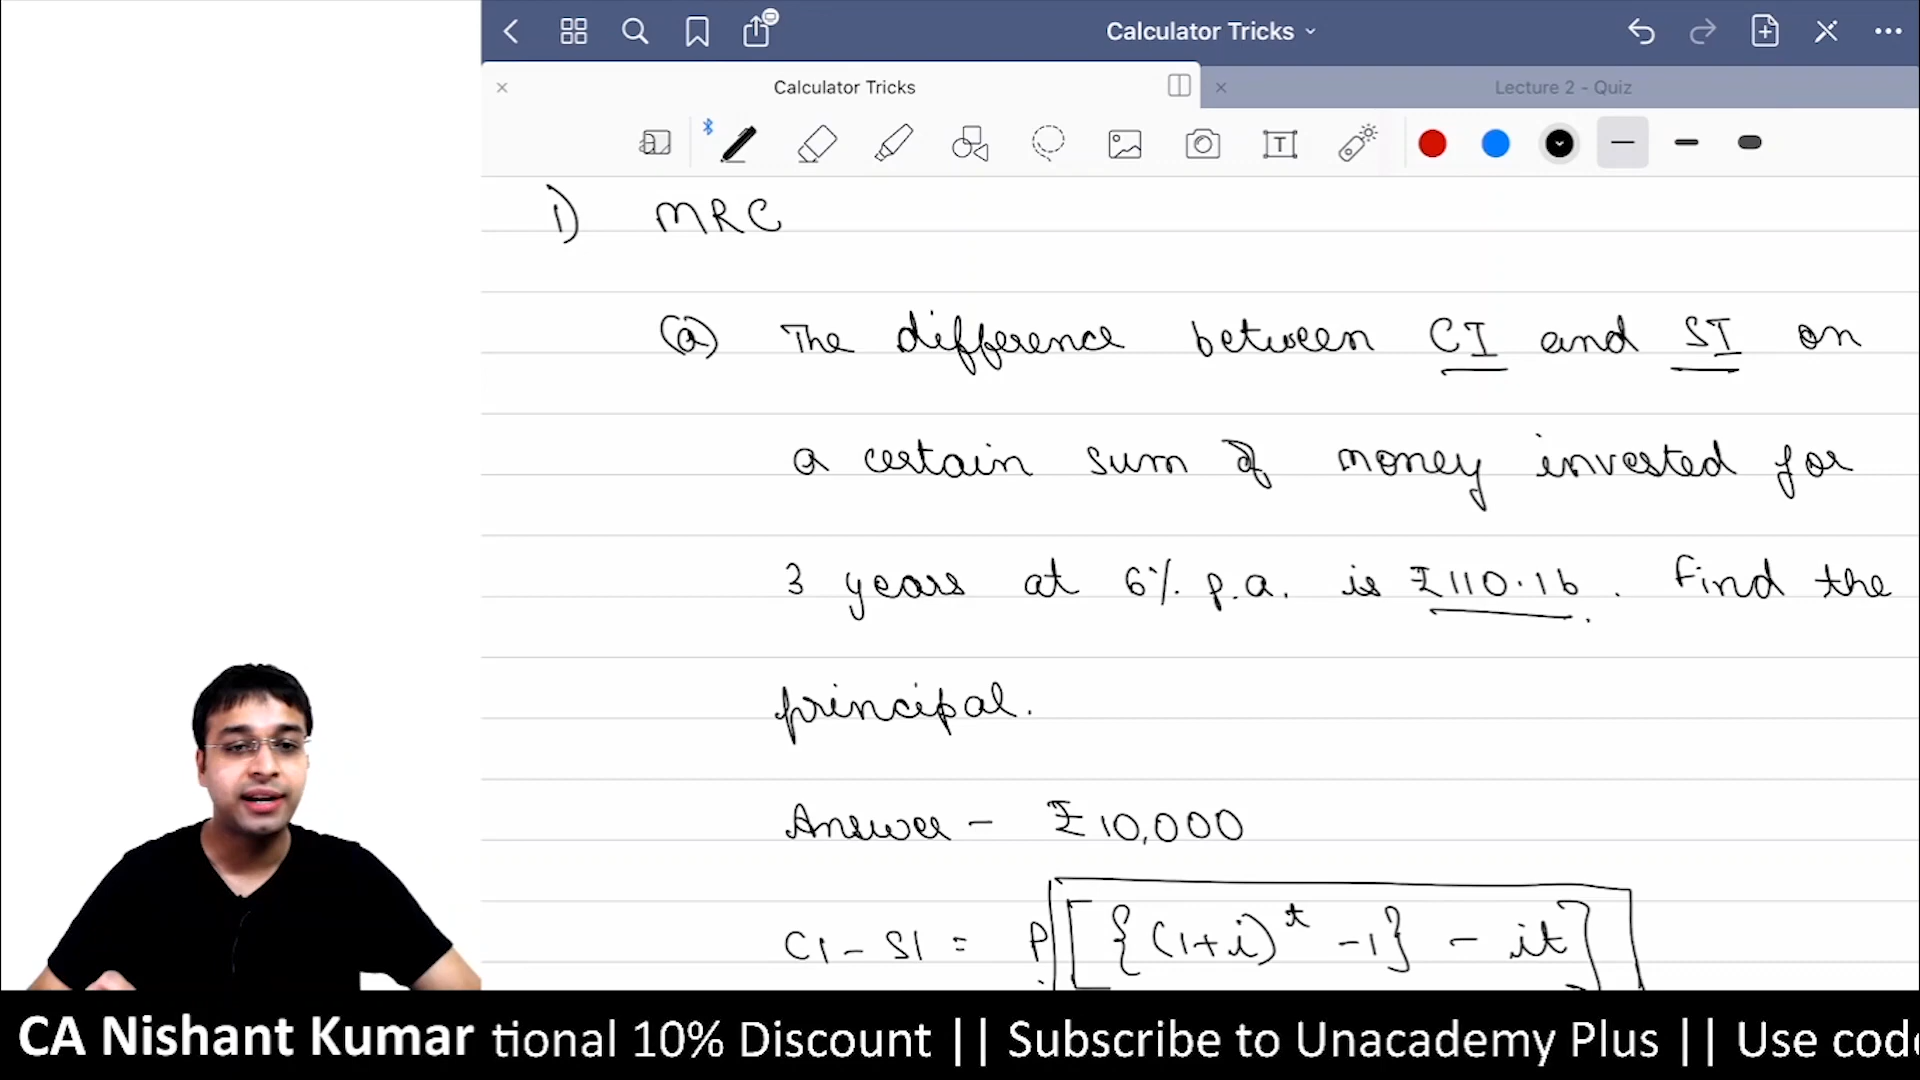 Calculator Tricks
Calculator Tricks
Lecture 2 - Quiz
T
1) MRC
(a) The difference between CI and SI on
a certain sum of money invested for
3 years at 6% p.a. is ₹110.16. Find the
principal.
Answer - ₹10,000
CI - SI = P[{(1+i)^t -1} - it]
CA Nishant Kumar tional 10% Discount || Subscribe to Unacademy Plus || Use code